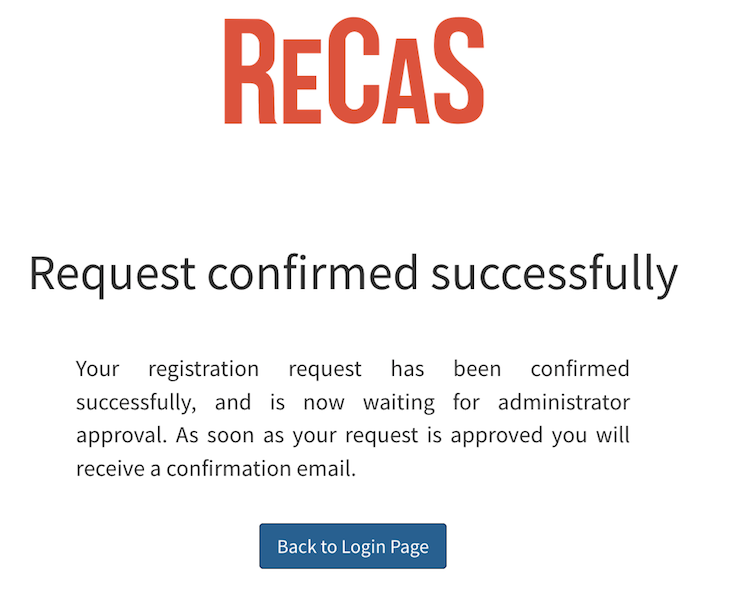 ReCaS
Request confirmed successfully
Your registration request has been confirmed
successfully, and is now waiting for administrator
approval. As soon as your request is approved you will
receive a confirmation email.
Back to Login Page